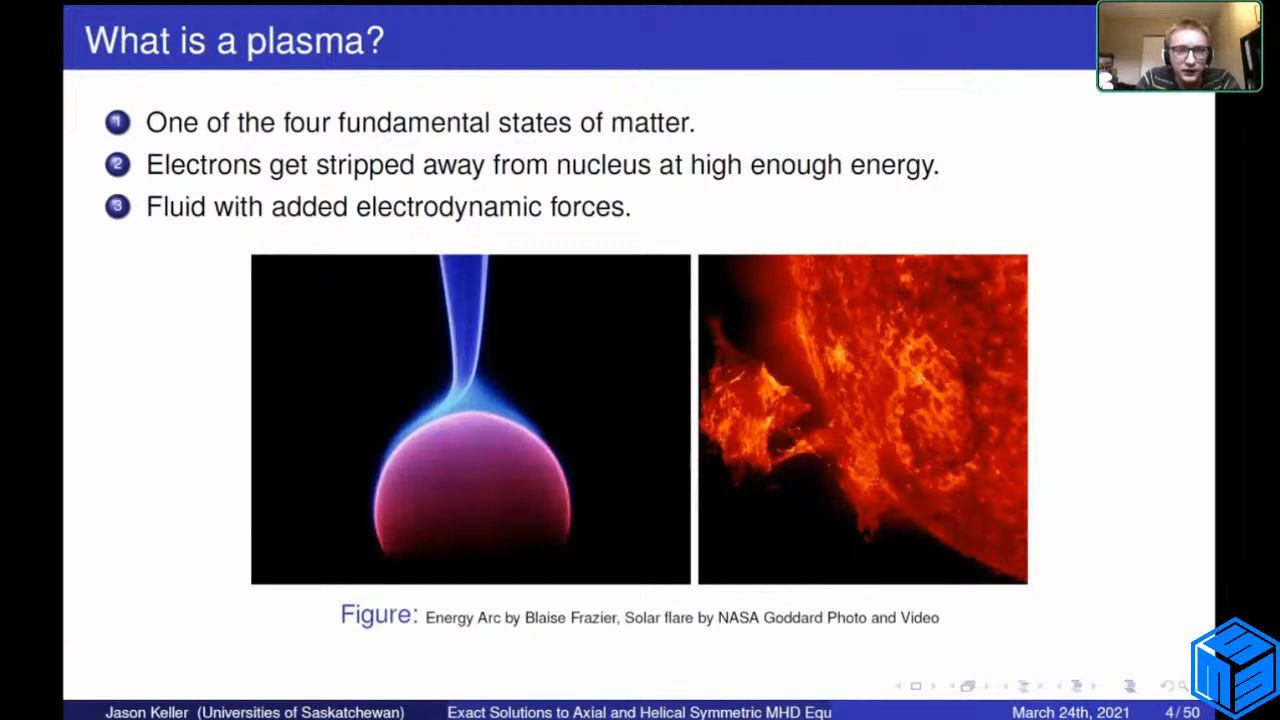 What is a plasma?
1 One of the four fundamental states of matter.
2 Electrons get stripped away from nucleus at high enough energy.
3 Fluid with added electrodynamic forces.
Figure: Energy Arc by Blaise Frazier, Solar flare by NASA Goddard Photo and Video
Jason Keller (Universities of Saskatchewan) Exact Solutions to Axial and Helical Symmetric MHD Equ March 24th, 2021 4/50